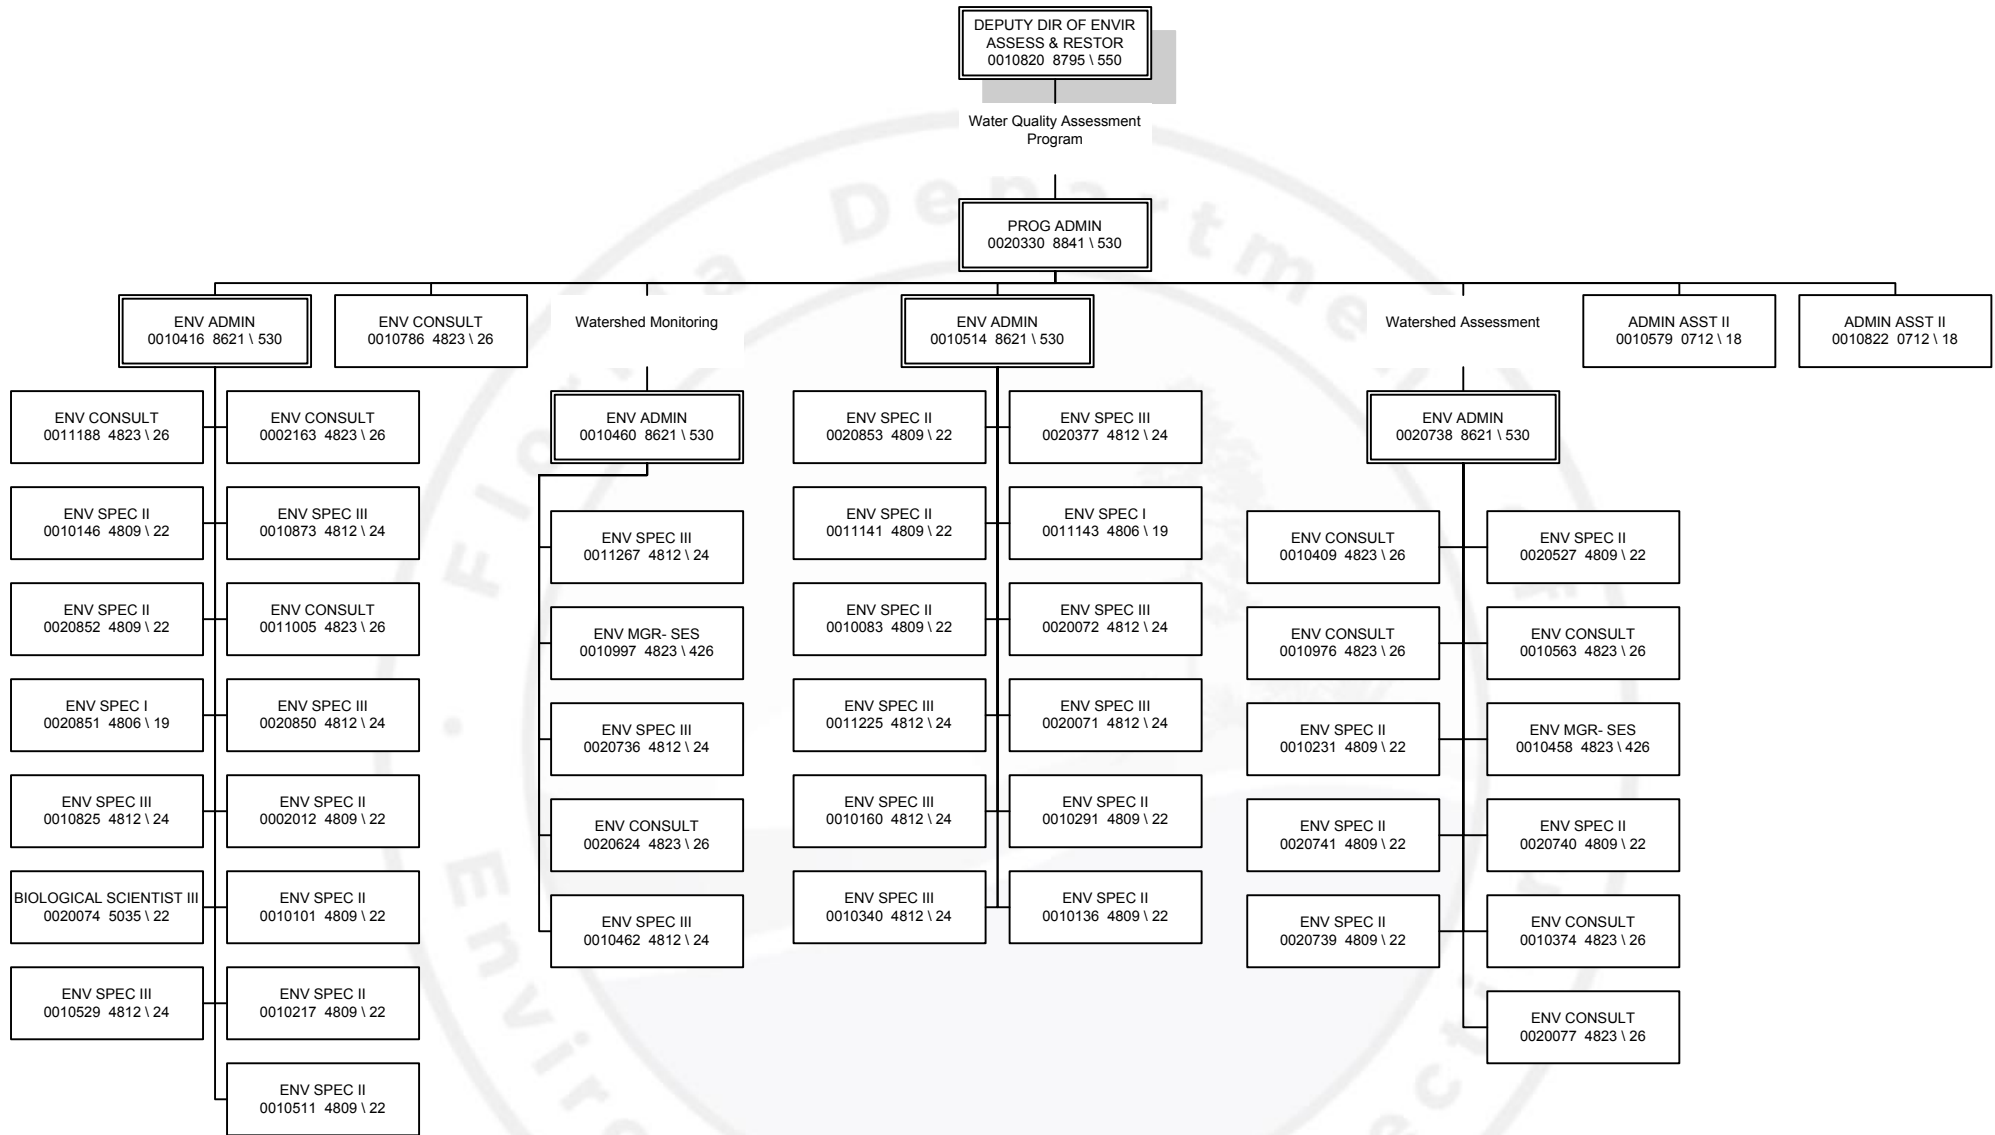 DEPUTY DIR OF ENVIR
ASSESS & RESTOR
0010820 8795 \ 550
Water Quality Assessment
Program
PROG ADMIN
0020330 8841 \ 530
ENV ADMIN
0010416 8621 \ 530
ENV CONSULT
0010786 4823 \ 26
Watershed Monitoring
ENV ADMIN
0010514 8621 \ 530
Watershed Assessment
ADMIN ASST II
0010579 0712 \ 18
ADMIN ASST II
0010822 0712 \ 18
ENV CONSULT
0011188 4823 \ 26
ENV CONSULT
0002163 4823 \ 26
ENV SPEC II
0010146 4809 \ 22
ENV SPEC III
0010873 4812 \ 24
ENV SPEC II
0020852 4809 \ 22
ENV CONSULT
0011005 4823 \ 26
ENV SPEC I
0020851 4806 \ 19
ENV SPEC III
0020850 4812 \ 24
ENV SPEC III
0010825 4812 \ 24
ENV SPEC II
0002012 4809 \ 22
BIOLOGICAL SCIENTIST III
0020074 5035 \ 22
ENV SPEC II
0010101 4809 \ 22
ENV SPEC III
0010529 4812 \ 24
ENV SPEC II
0010217 4809 \ 22
ENV SPEC II
0010511 4809 \ 22
ENV ADMIN
0010460 8621 \ 530
ENV SPEC III
0011267 4812 \ 24
ENV MGR- SES
0010997 4823 \ 426
ENV SPEC III
0020736 4812 \ 24
ENV CONSULT
0020624 4823 \ 26
ENV SPEC III
0010462 4812 \ 24
ENV SPEC II
0020853 4809 \ 22
ENV SPEC III
0020377 4812 \ 24
ENV SPEC II
0011141 4809 \ 22
ENV SPEC I
0011143 4806 \ 19
ENV SPEC II
0010083 4809 \ 22
ENV SPEC III
0020072 4812 \ 24
ENV SPEC III
0011225 4812 \ 24
ENV SPEC III
0020071 4812 \ 24
ENV SPEC III
0010160 4812 \ 24
ENV SPEC II
0010291 4809 \ 22
ENV SPEC III
0010340 4812 \ 24
ENV SPEC II
0010136 4809 \ 22
ENV ADMIN
0020738 8621 \ 530
ENV CONSULT
0010409 4823 \ 26
ENV SPEC II
0020527 4809 \ 22
ENV CONSULT
0010976 4823 \ 26
ENV CONSULT
0010563 4823 \ 26
ENV SPEC II
0010231 4809 \ 22
ENV MGR- SES
0010458 4823 \ 426
ENV SPEC II
0020741 4809 \ 22
ENV SPEC II
0020740 4809 \ 22
ENV SPEC II
0020739 4809 \ 22
ENV CONSULT
0010374 4823 \ 26
ENV CONSULT
0020077 4823 \ 26